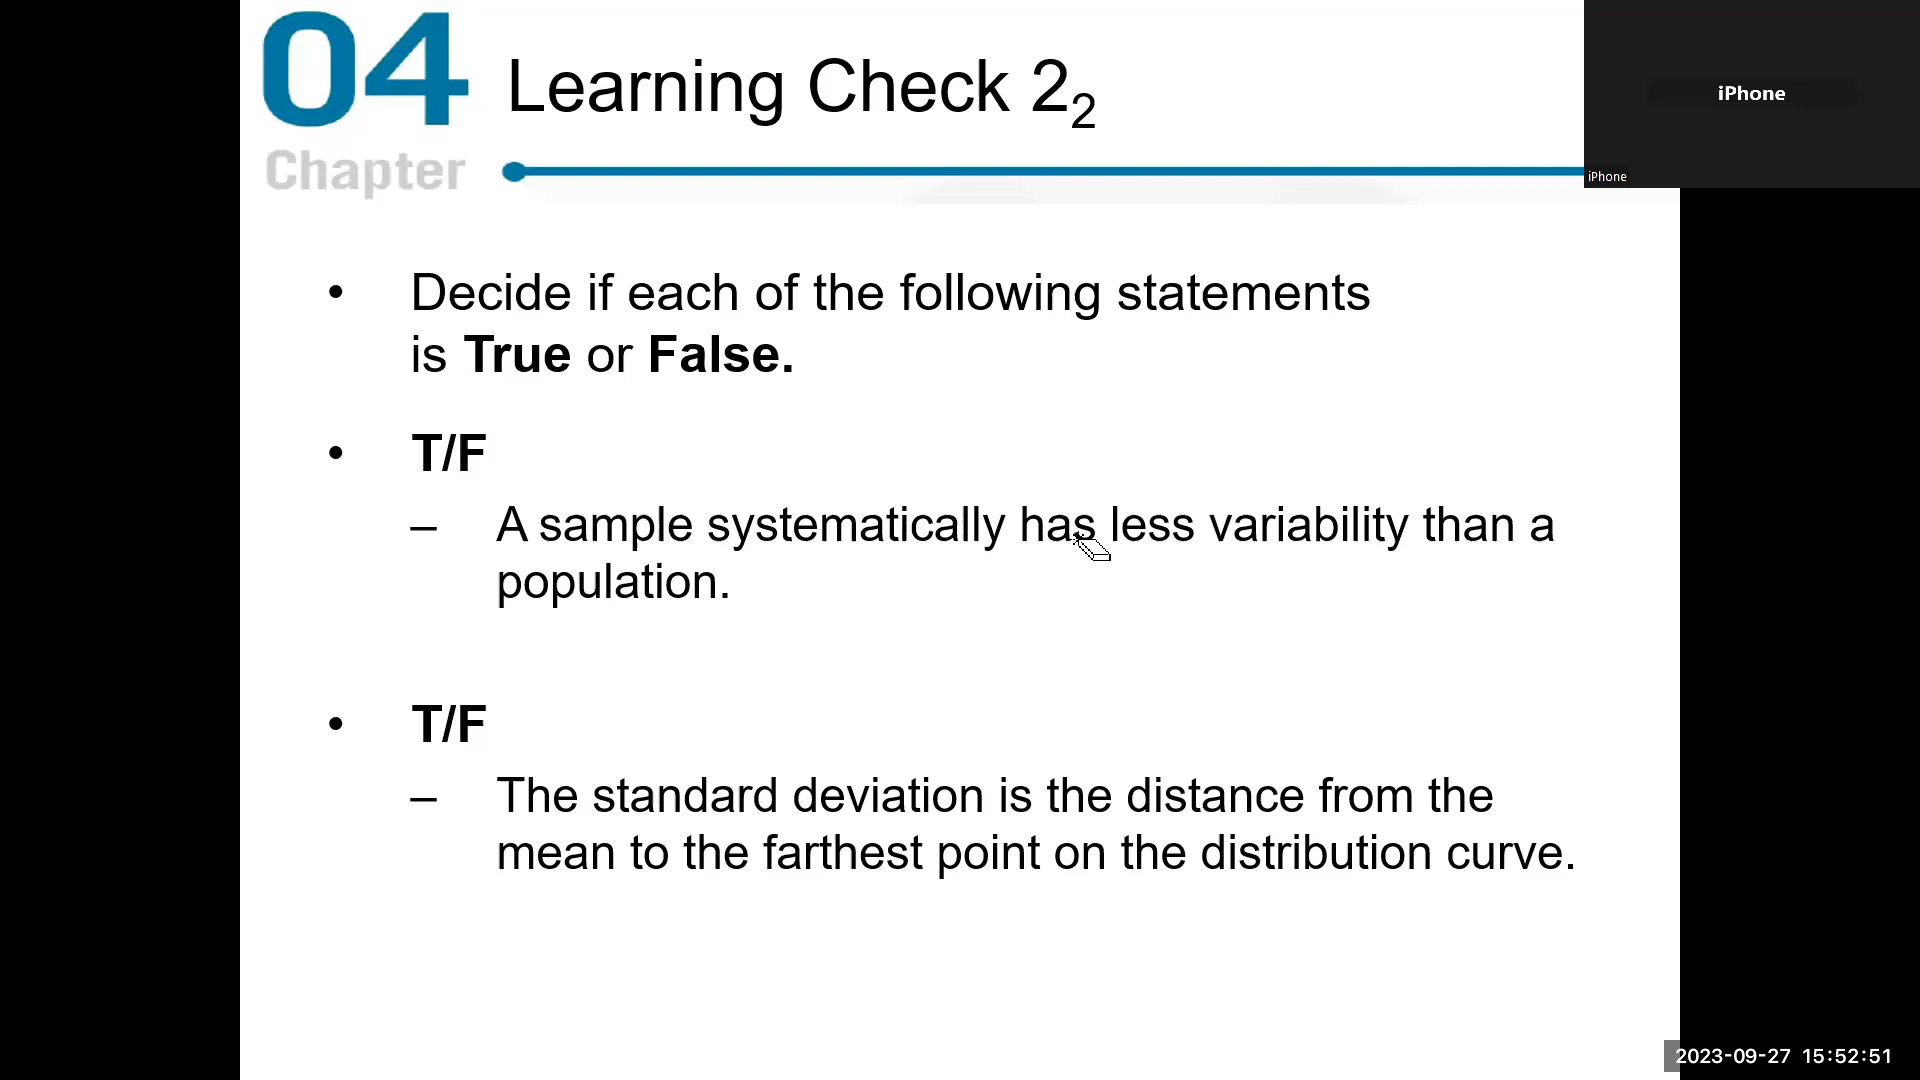 04
Chapter
Learning Check 2₂
iPhone
iPhone
• Decide if each of the following statements
is True or False.
• T/F
– A sample systematically has less variability than a
population.
• T/F
– The standard deviation is the distance from the
mean to the farthest point on the distribution curve.
2023-09-27 15:52:51